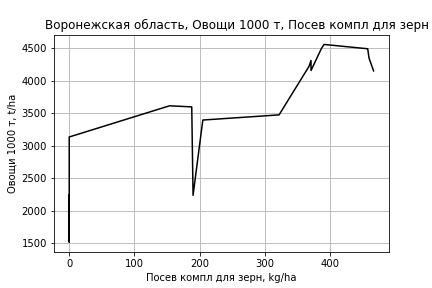 Воронежская область, Овощи 1000 т, Посев компл для зерн
4500
4000
3500
3000
2500
2000
1500
Овощи 1000 т, t/ha
0 100 200 300 400
Посев компл для зерн, kg/ha